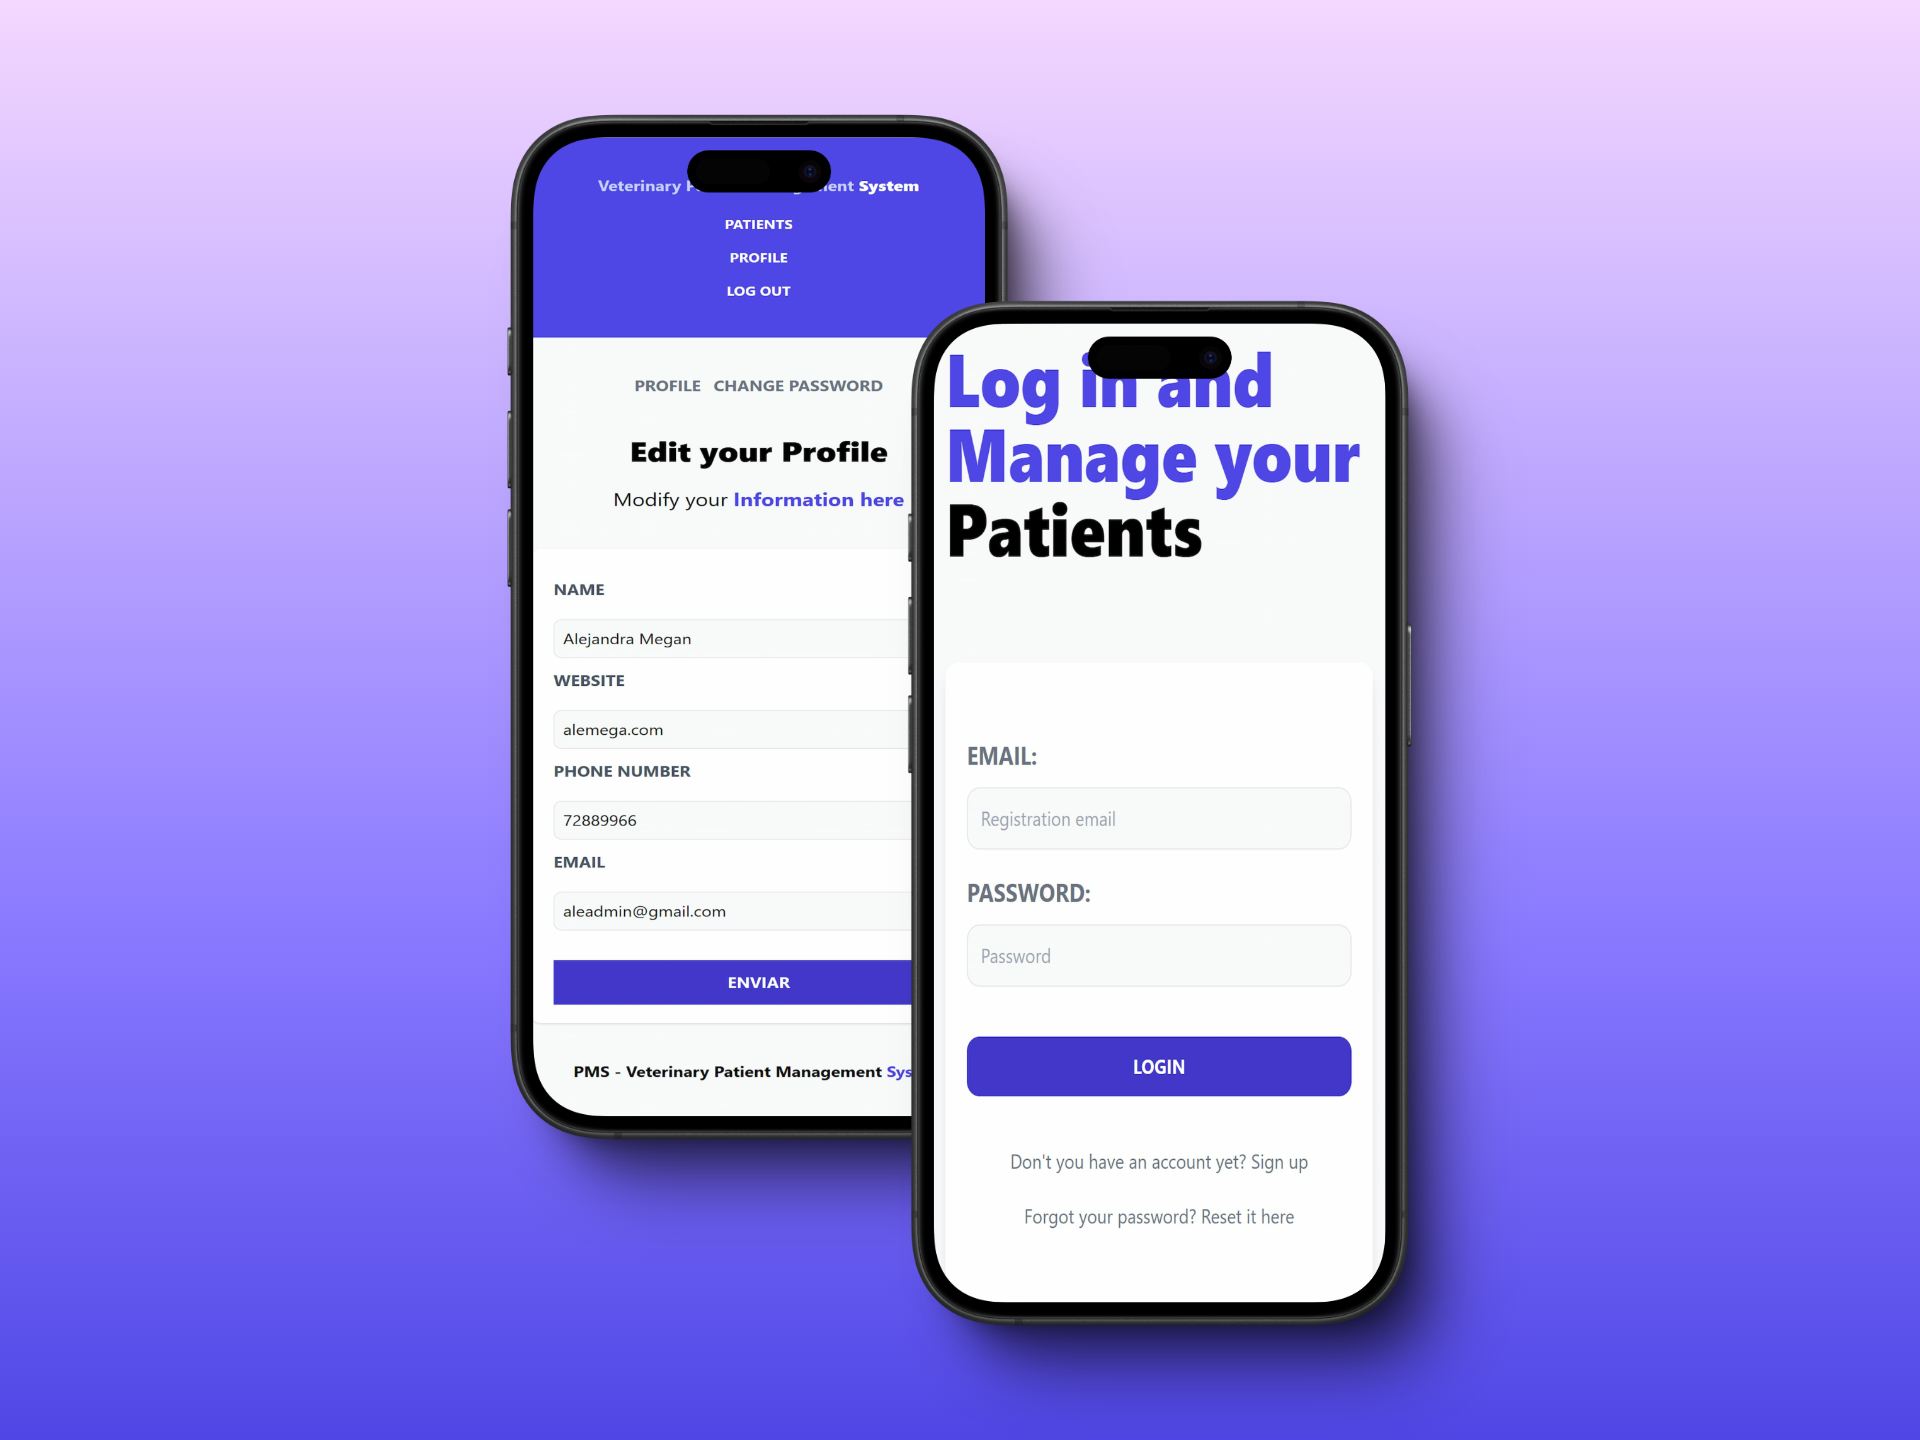 Veterinary System
PATIENTS
PROFILE
LOG OUT
PROFILE CHANGE PASSWORD
Edit your Profile
Modify your Information here
NAME
Alejandra Megan
WEBSITE
alemega.com
PHONE NUMBER
72889966
EMAIL
aleadmin@gmail.com
ENVIAR
PMS - Veterinary Patient Management Sys
Log in and
Manage your
Patients
EMAIL:
Registration email
PASSWORD:
Password
LOGIN
Don't you have an account yet? Sign up
Forgot your password? Reset it here